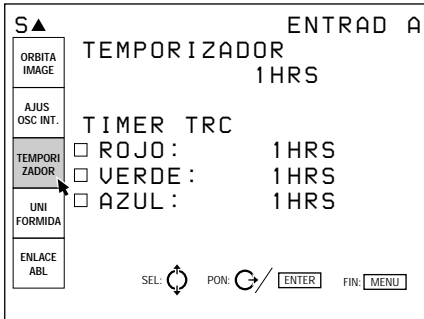 S▲ ENTRAD A
ORBITA
IMAGE
AJUS
OSC INT.
TEMPORI
ZADOR
UNI
FORMIDA
ENLACE
ABL
TEMPORIZADOR
1HRS
TIMER TRC
□ ROJO: 1HRS
□ VERDE: 1HRS
□ AZUL: 1HRS
SEL: PON: / ENTER FIN: MENU